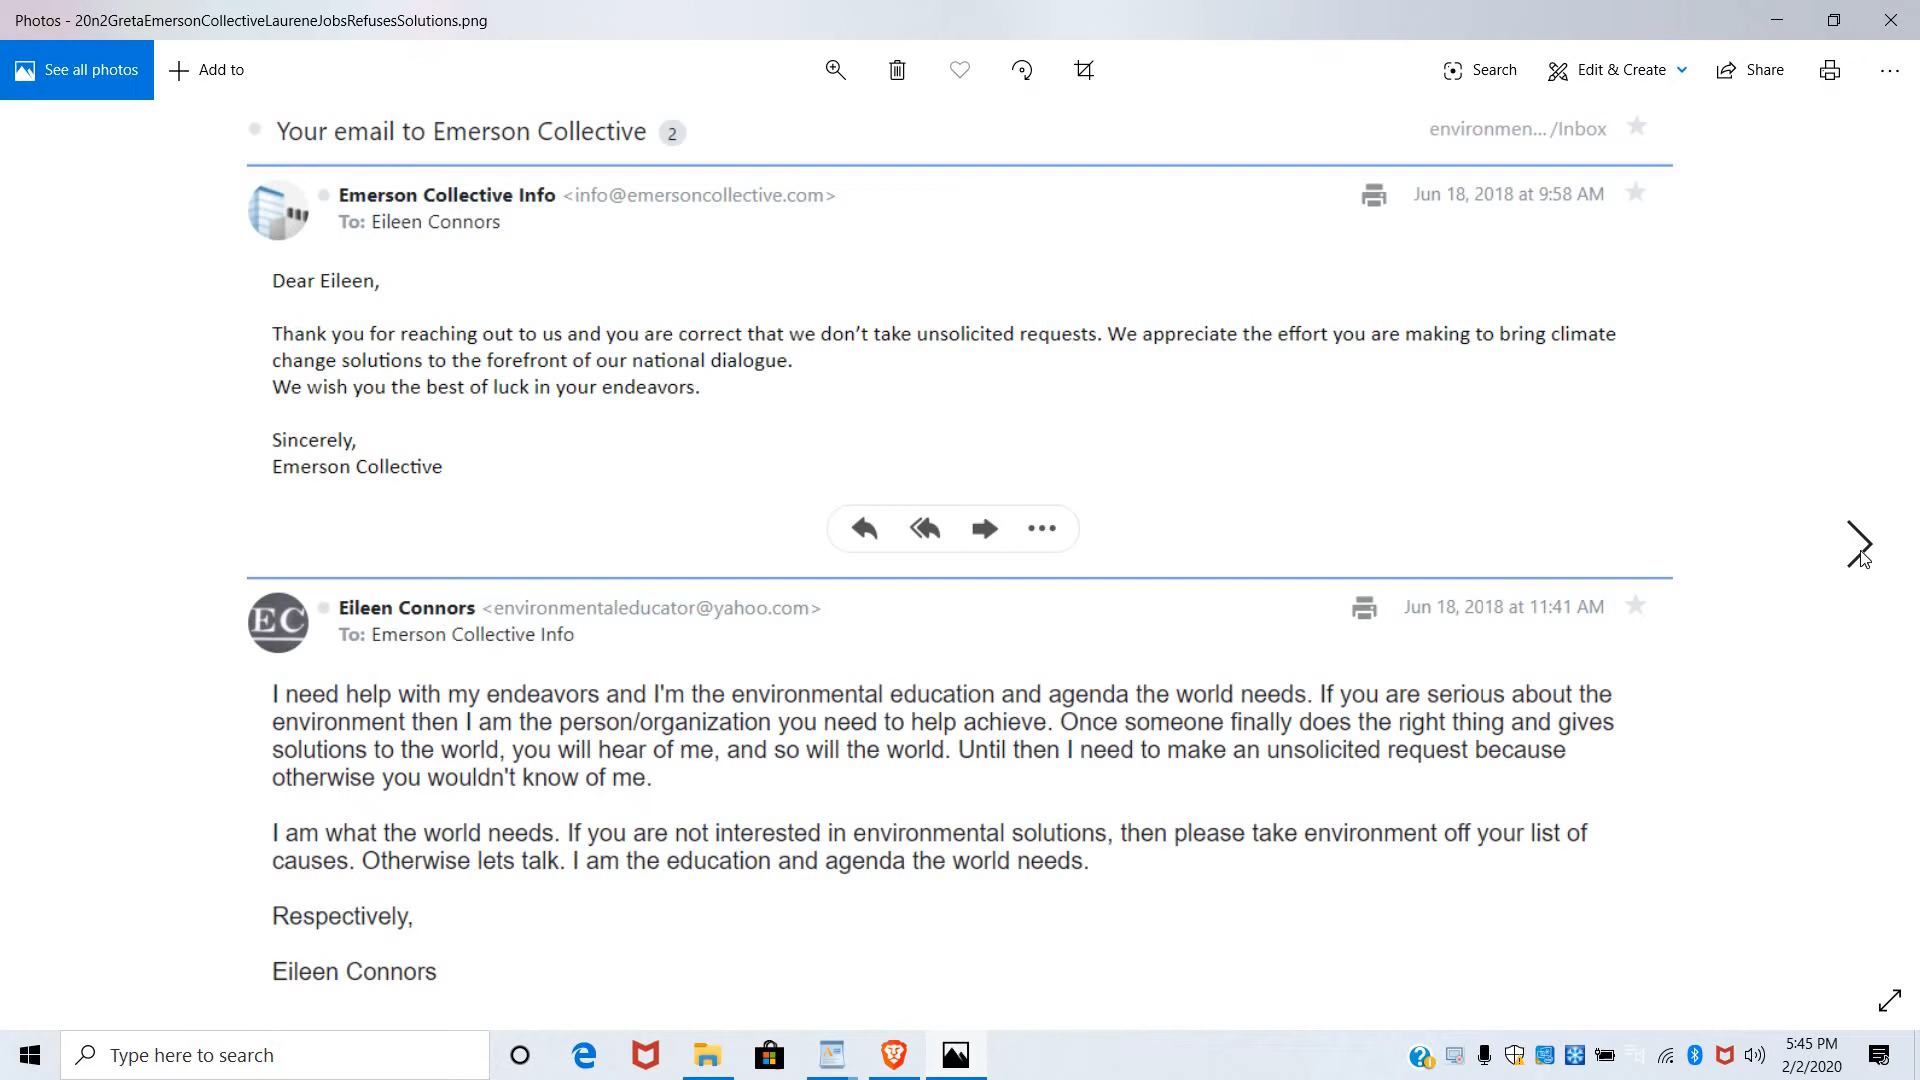 Photos - 20n2GretaEmersonCollectiveLaureneJobsRefusesSolutions.png
See all photos
Add to
Search
Edit & Create
Share
Your email to Emerson Collective 2
environmen... /Inbox
Emerson Collective Info <info@emersoncollective.com>
Jun 18, 2018 at 9:58 AM
To: Eileen Connors
Dear Eileen,
Thank you for reaching out to us and you are correct that we don't take unsolicited requests. We appreciate the effort you are making to bring climate
change solutions to the forefront of our national dialogue.
We wish you the best of luck in your endeavors.
Sincerely,
Emerson Collective
EC
Eileen Connors <environmentaleducator@yahoo.com>
Jun 18, 2018 at 11:41 AM
To: Emerson Collective Info
I need help with my endeavors and I'm the environmental education and agenda the world needs. If you are serious about the
environment then I am the person/organization you need to help achieve. Once someone finally does the right thing and gives
solutions to the world, you will hear of me, and so will the world. Until then I need to make an unsolicited request because
otherwise you wouldn't know of me.
I am what the world needs. If you are not interested in environmental solutions, then please take environment off your list of
causes. Otherwise lets talk. I am the education and agenda the world needs.
Respectively,
Eileen Connors
Type here to search
5:45 PM
2/2/2020